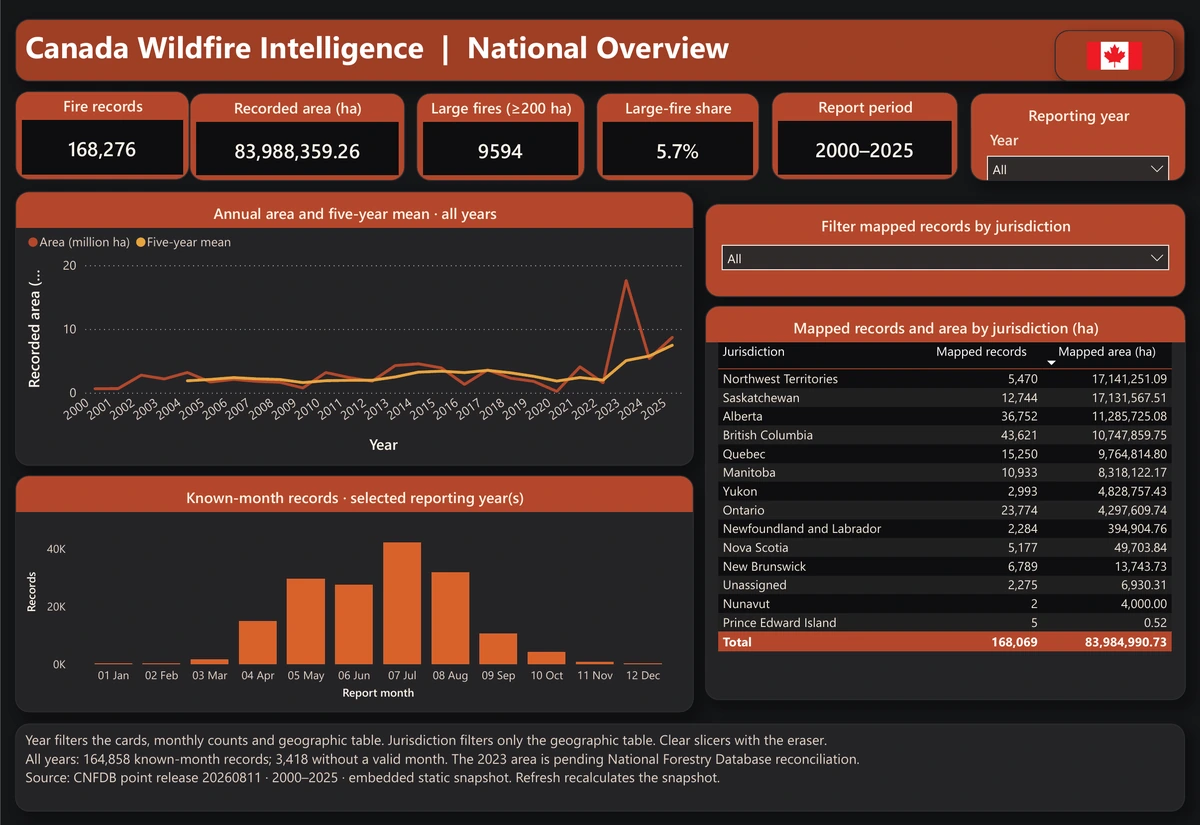 Canada Wildfire Intelligence | National Overview
Fire records
168,276
Recorded area (ha)
83,988,359.26
Large fires (≥200 ha)
9594
Large-fire share
5.7%
Report period
2000–2025
Reporting year
Year
All
Annual area and five-year mean · all years
Area (million ha) Five-year mean
Recorded area (...
20
10
0
2000 2001 2002 2003 2004 2005 2006 2007 2008 2009 2010 2011 2012 2013 2014 2015 2016 2017 2018 2019 2020 2021 2022 2023 2024 2025
Year
Filter mapped records by jurisdiction
All
Mapped records and area by jurisdiction (ha)
Jurisdiction Mapped records Mapped area (ha)
Northwest Territories 5,470 17,141,251.09
Saskatchewan 12,744 17,131,567.51
Alberta 36,752 11,285,725.08
British Columbia 43,621 10,747,859.75
Quebec 15,250 9,764,814.80
Manitoba 10,933 8,318,122.17
Yukon 2,993 4,828,757.43
Ontario 23,774 4,297,609.74
Newfoundland and Labrador 2,284 394,904.76
Nova Scotia 5,177 49,703.84
New Brunswick 6,789 13,743.73
Unassigned 2,275 6,930.31
Nunavut 2 4,000.00
Prince Edward Island 5 0.52
Total 168,069 83,984,990.73
Known-month records · selected reporting year(s)
Records
40K
20K
0K
01 Jan 02 Feb 03 Mar 04 Apr 05 May 06 Jun 07 Jul 08 Aug 09 Sep 10 Oct 11 Nov 12 Dec
Report month
Year filters the cards, monthly counts and geographic table. Jurisdiction filters only the geographic table. Clear slicers with the eraser.
All years: 164,858 known-month records; 3,418 without a valid month. The 2023 area is pending National Forestry Database reconciliation.
Source: CNFDB point release 20260811 · 2000–2025 · embedded static snapshot. Refresh recalculates the snapshot.